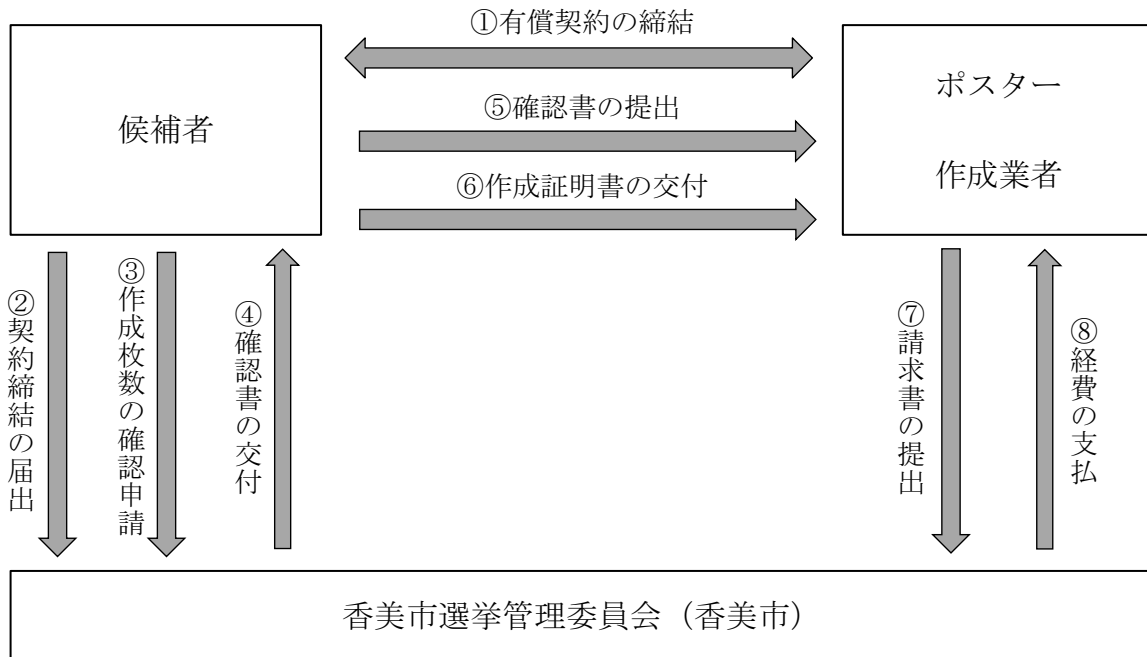 ①有償契約の締結
候補者
ポスター
作成業者
⑤確認書の提出
⑥作成証明書の交付
②契約締結の届出
③作成枚数の確認申請
④確認書の交付
⑦請求書の提出
⑧経費の支払
香美市選挙管理委員会（香美市）